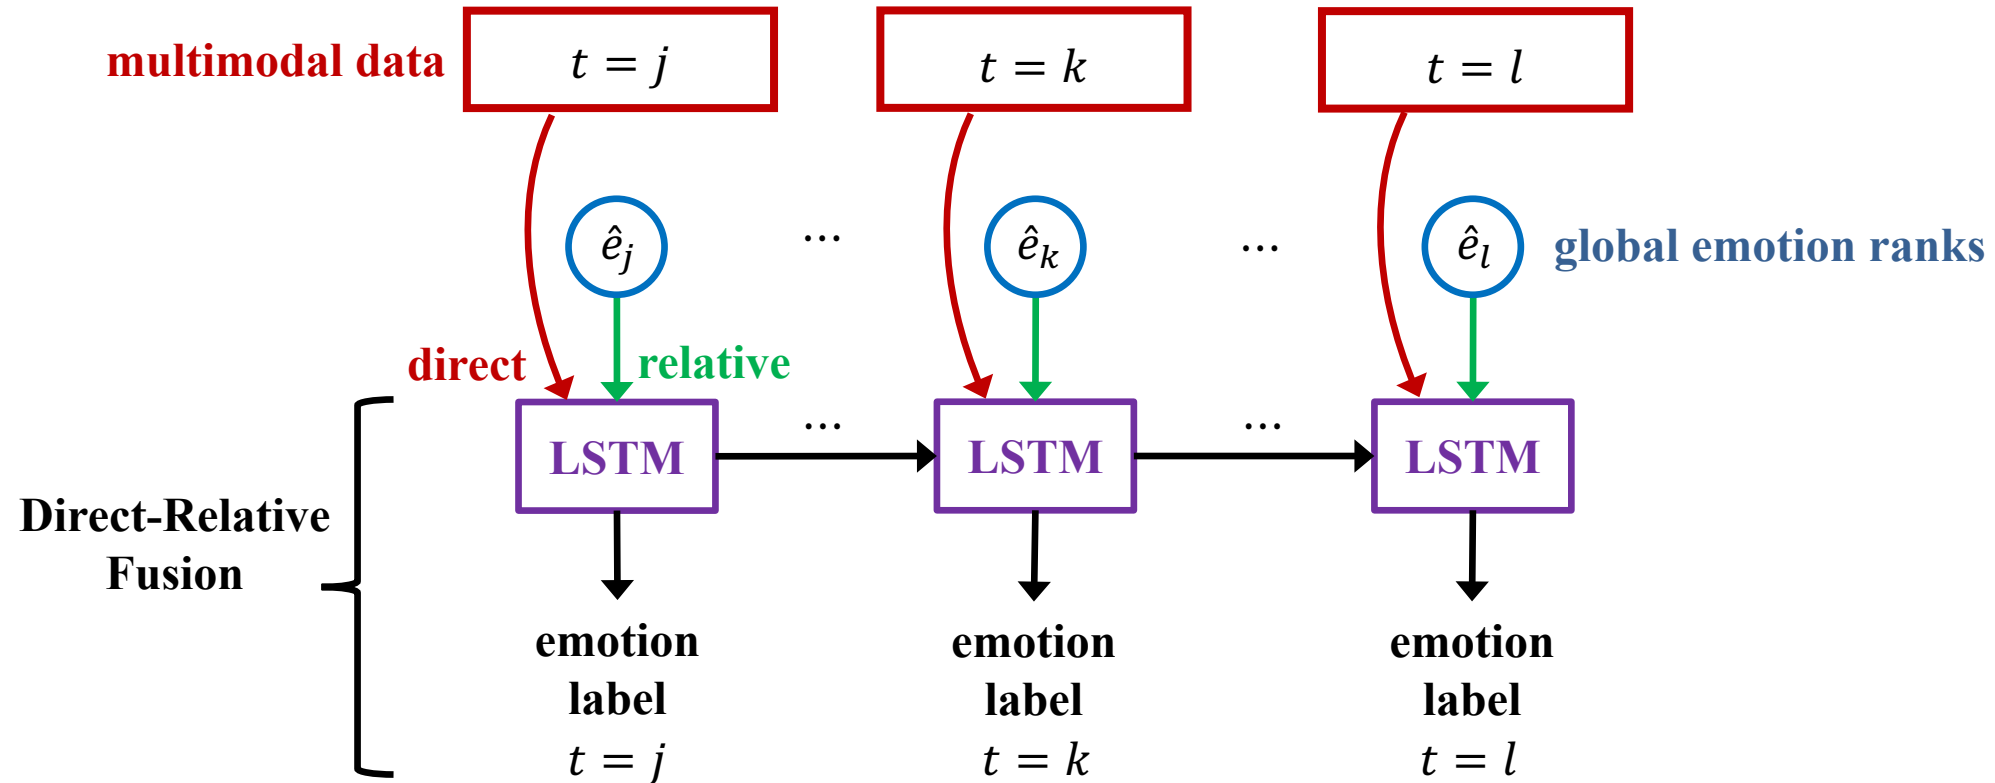 multimodal data
t = j
t = k
t = l
ê_j
...
ê_k
...
ê_l
global emotion ranks
direct
relative
LSTM
...
LSTM
...
LSTM
Direct-Relative
Fusion
emotion
label
t = j
emotion
label
t = k
emotion
label
t = l